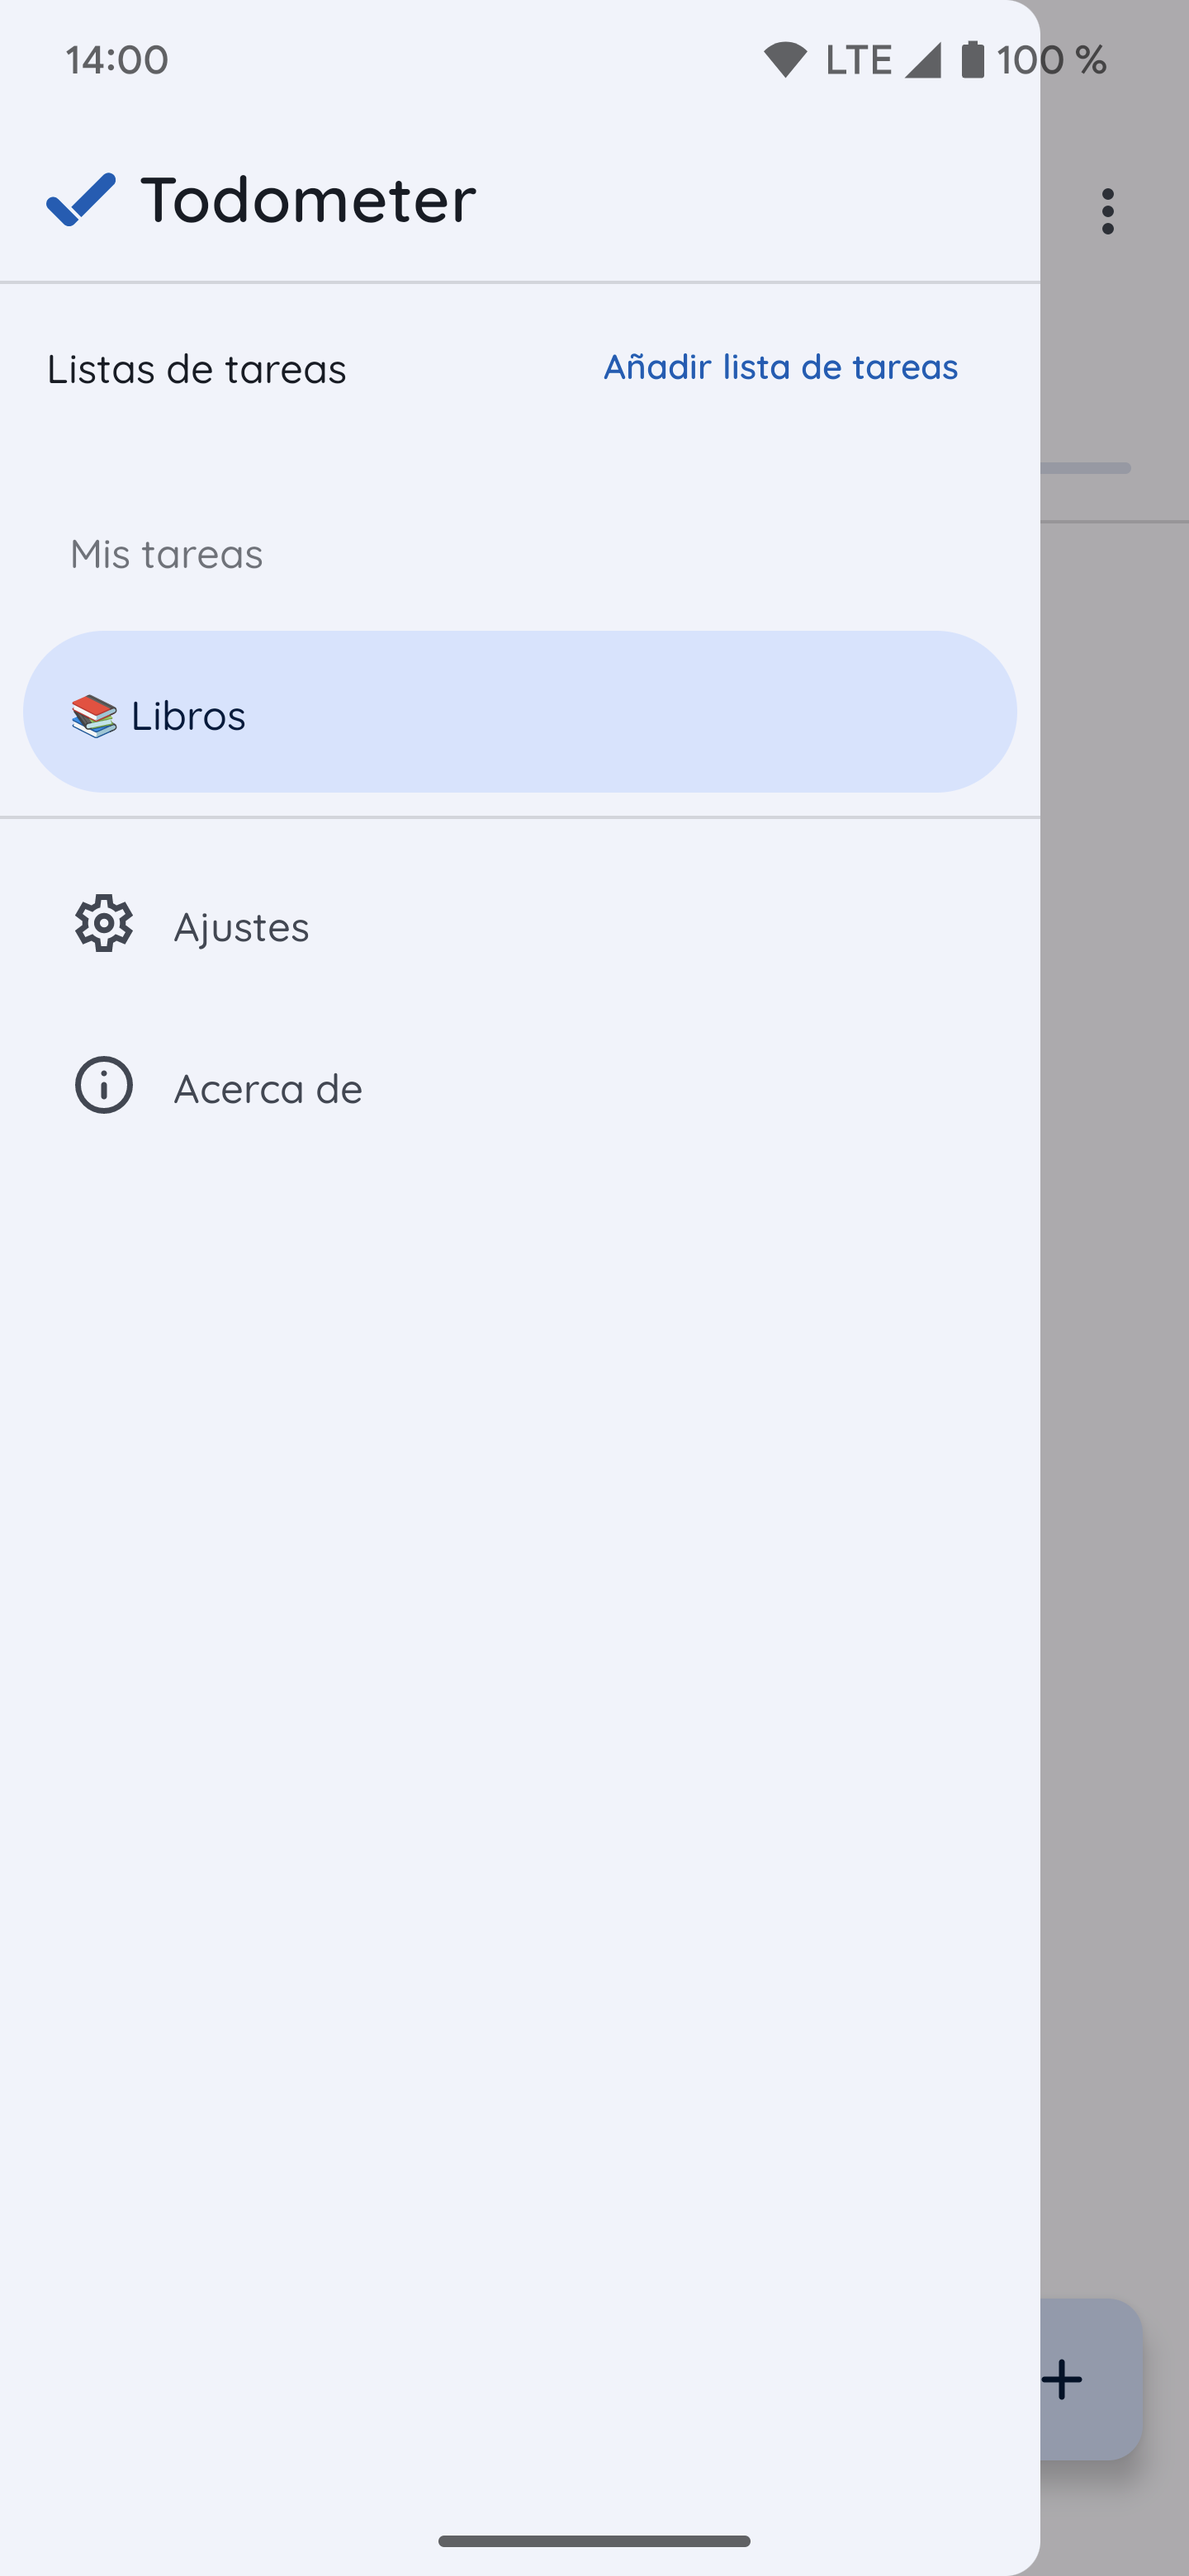 14:00 LTE 100 %
Todometer
Listas de tareas Añadir lista de tareas
Mis tareas
📚 Libros
Ajustes
Acerca de